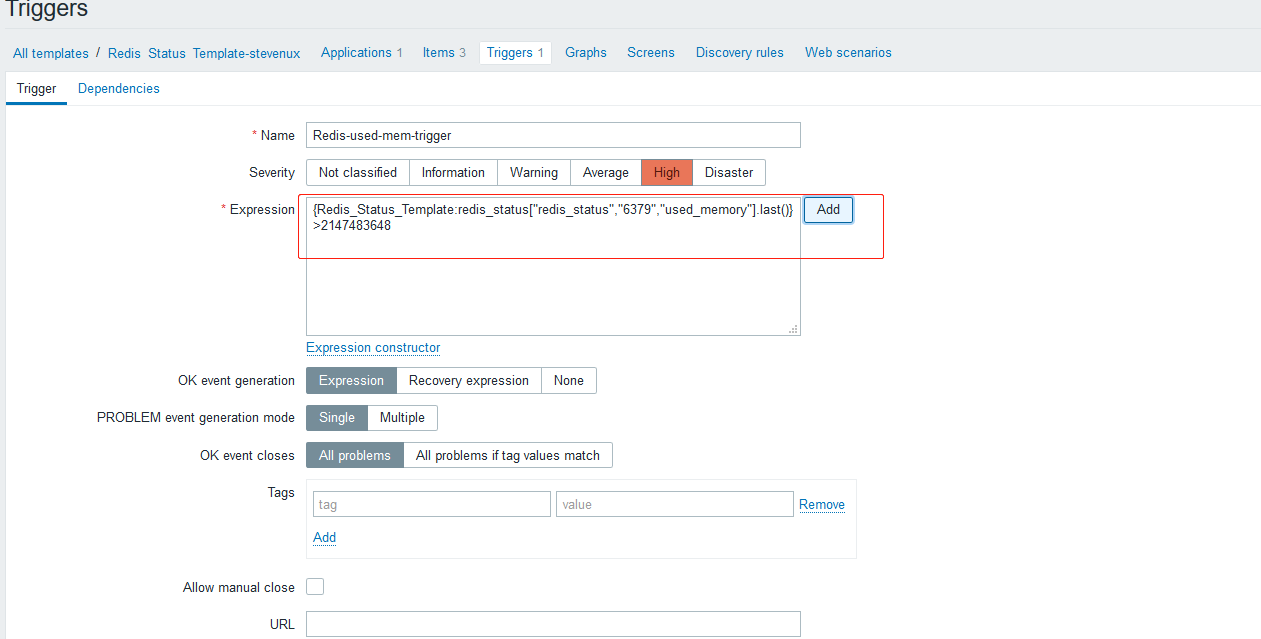 Triggers
All templates / Redis Status Template-stevenux Applications 1 Items 3 Triggers 1 Graphs Screens Discovery rules Web scenarios
Trigger Dependencies
* Name Redis-used-mem-trigger
Severity Not classified Information Warning Average High Disaster
* Expression {Redis_Status_Template:redis_status["redis_status","6379","used_memory"].last()} Add
>2147483648
Expression constructor
OK event generation Expression Recovery expression None
PROBLEM event generation mode Single Multiple
OK event closes All problems All problems if tag values match
Tags tag value Remove
Add
Allow manual close
URL